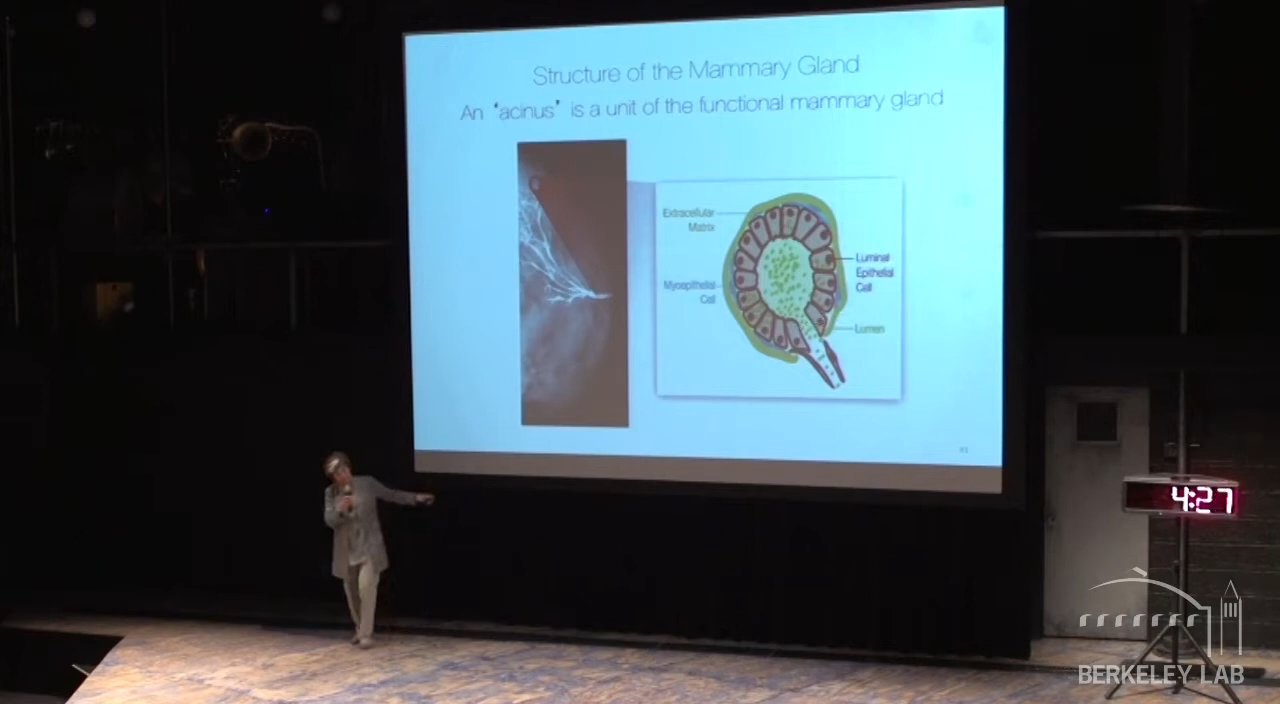 Structure of the Mammary Gland
An ‘acinus’ is a unit of the functional mammary gland
Extracellular
Matrix
Luminal
Epithelial
Cell
Myoepithelial
Cell
Lumen
4:27
BERKELEY LAB